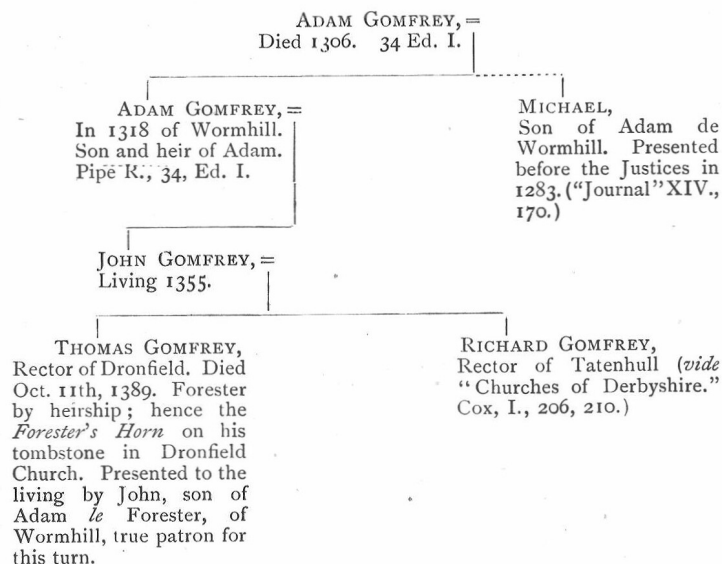 ADAM GOMFREY, =
Died 1306. 34 Ed. I.
ADAM GOMFREY, =
In 1318 of Wormhill.
Son and heir of Adam.
Pipe R., 34, Ed. I.
MICHAEL,
Son of Adam de
Wormhill. Presented
before the Justices in
1283. ("Journal" XIV.,
170.)
JOHN GOMFREY, =
Living 1355.
THOMAS GOMFREY,
Rector of Dronfield. Died
Oct. 11th, 1389. Forester
by heirship; hence the
Forester's Horn on his
tombstone in Dronfield
Church. Presented to the
living by John, son of
Adam le Forester, of
Wormhill, true patron for
this turn.
RICHARD GOMFREY,
Rector of Tatenhull (vide
"Churches of Derbyshire."
Cox, I., 206, 210.)